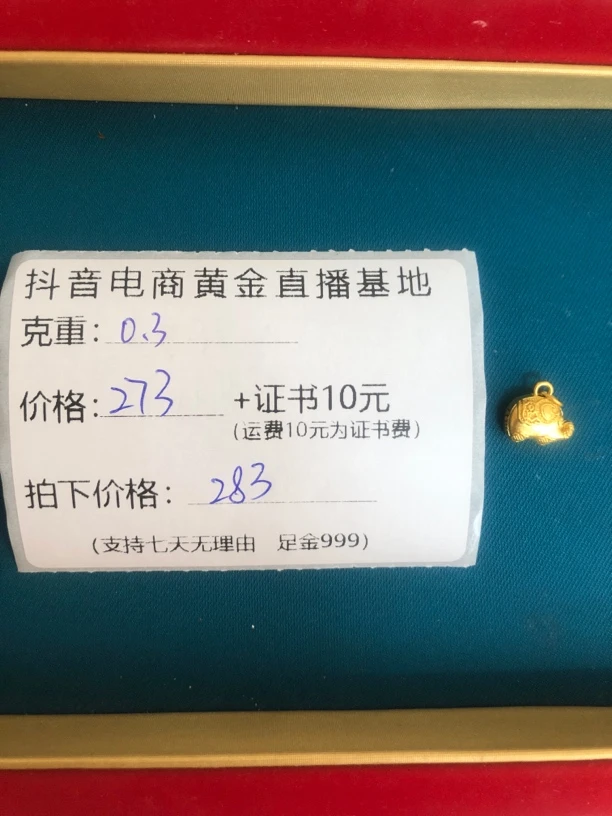 抖音电商黄金直播基地
克重：0.3
价格：273 +证书10元
（运费10元为证书费）
拍下价格：283
（支持七天无理由 足金999）